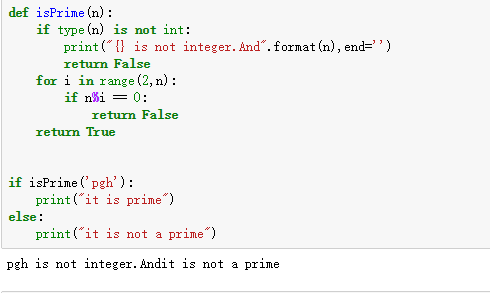 def isPrime(n):
    if type(n) is not int:
        print("{} is not integer.And".format(n),end='')
        return False
    for i in range(2,n):
        if n%i == 0:
            return False
    return True
if isPrime('pgh'):
    print("it is prime")
else:
    print("it is not a prime")
pgh is not integer.Andit is not a prime